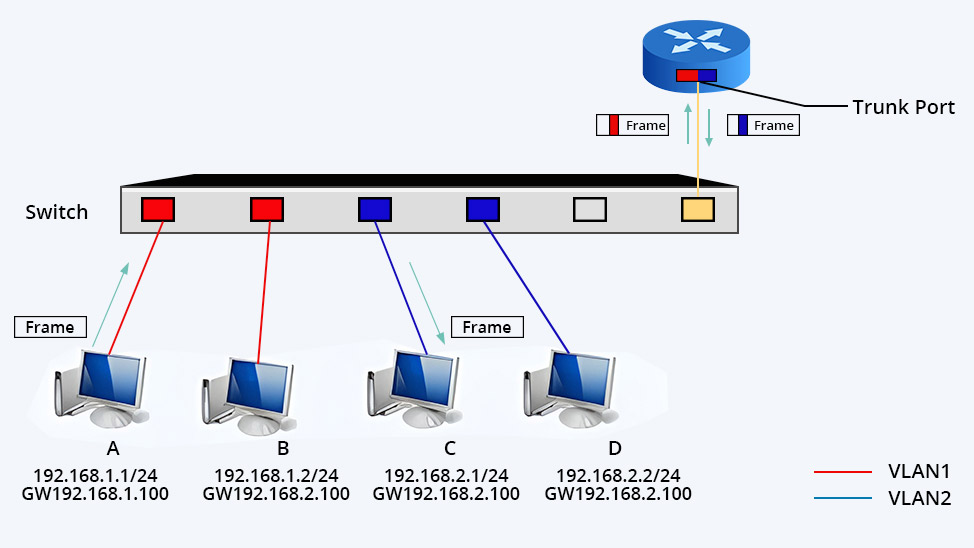 Trunk Port
Frame
Frame
Switch
Frame
Frame
A
B
C
D
192.168.1.1/24
GW192.168.1.100
192.168.1.2/24
GW192.168.2.100
192.168.2.1/24
GW192.168.2.100
192.168.2.2/24
GW192.168.2.100
VLAN1
VLAN2